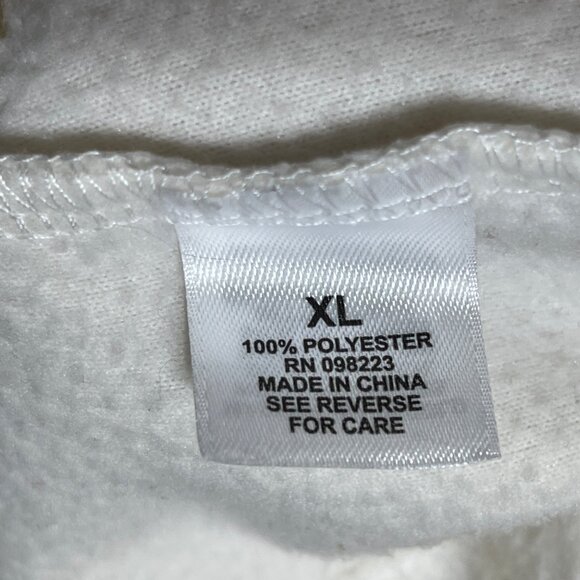 XL
100% POLYESTER
RN 098223
MADE IN CHINA
SEE REVERSE
FOR CARE